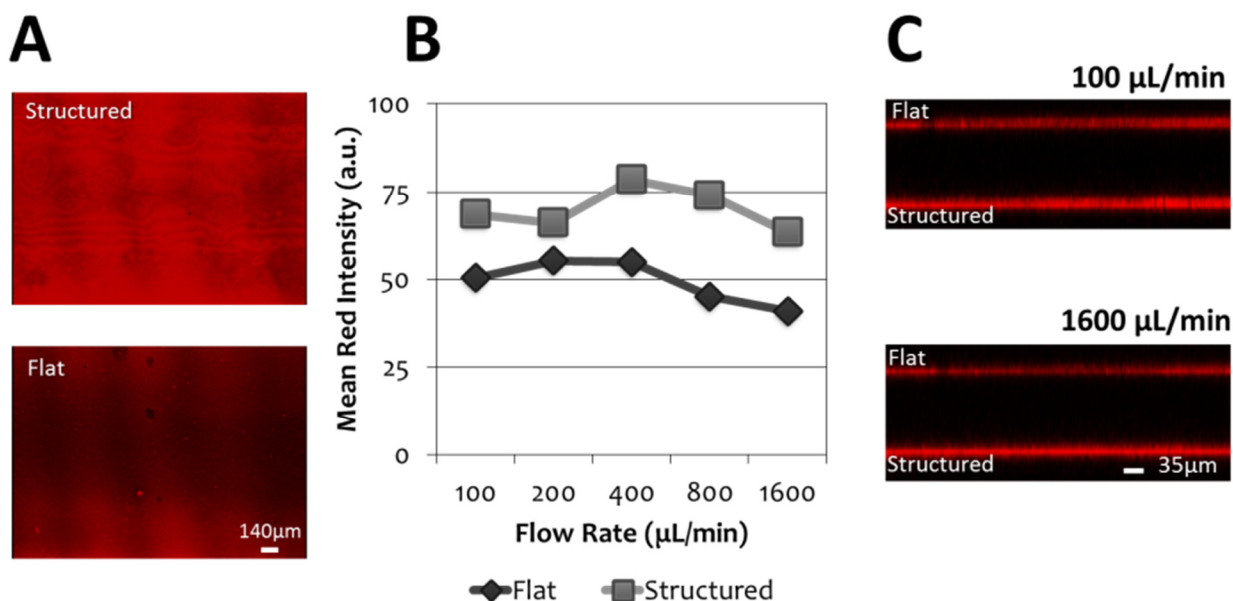 A
Structured
Flat
140µm
B
Mean Red Intensity (a.u.)
100
75
50
25
0
100 200 400 800 1600
Flow Rate (µL/min)
Flat Structured
C
100 µL/min
Flat
Structured
1600 µL/min
Flat
Structured
35µm